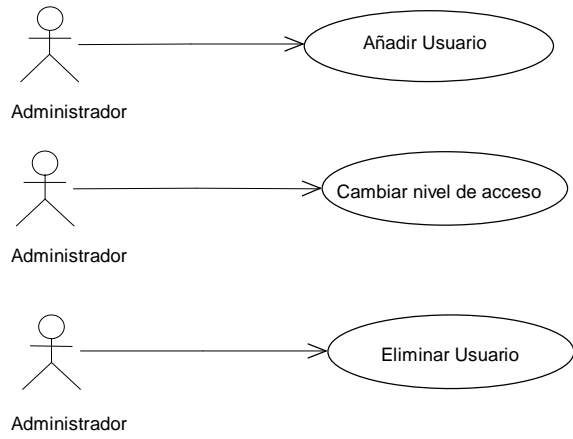 Añadir Usuario
Administrador
Cambiar nivel de acceso
Administrador
Eliminar Usuario
Administrador